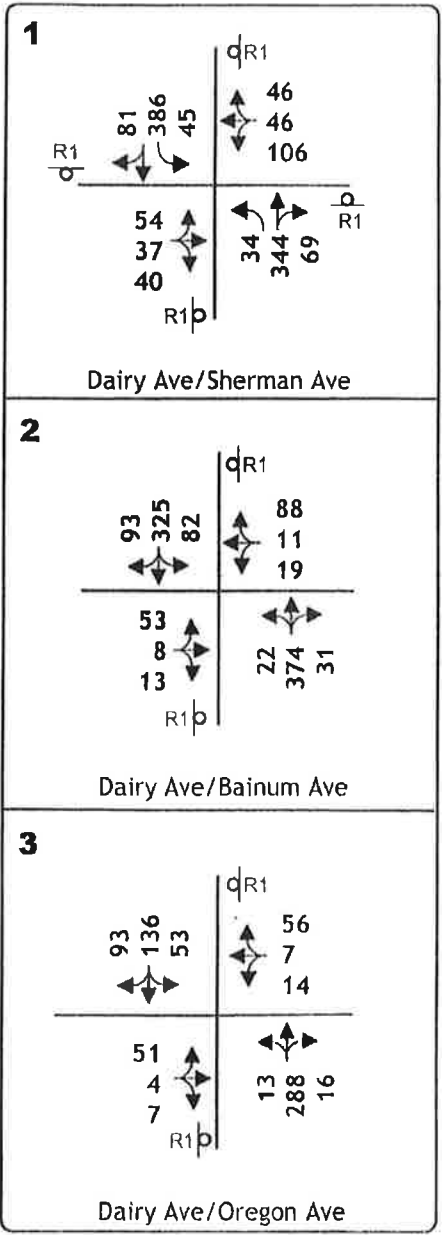 1
R1
81 386 45
46
46
106
R1
R1
54
37
40
34 344 69
R1
Dairy Ave/Sherman Ave
2
R1
93 325 82
88
11
19
53
8
13
22 374 31
R1
Dairy Ave/Bainum Ave
3
R1
93 136 53
56
7
14
51
4
7
13 288 16
R1
Dairy Ave/Oregon Ave